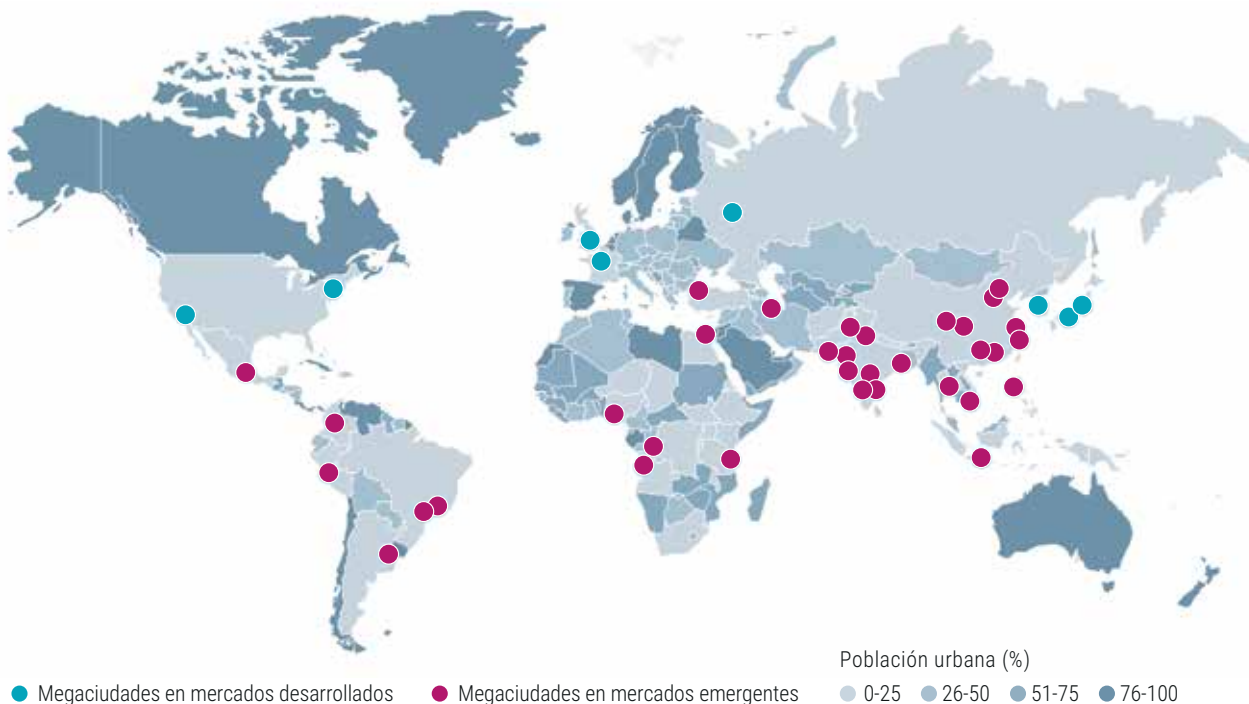 Población urbana (%)
Megaciudades en mercados desarrollados Megaciudades en mercados emergentes 0-25 26-50 51-75 76-100